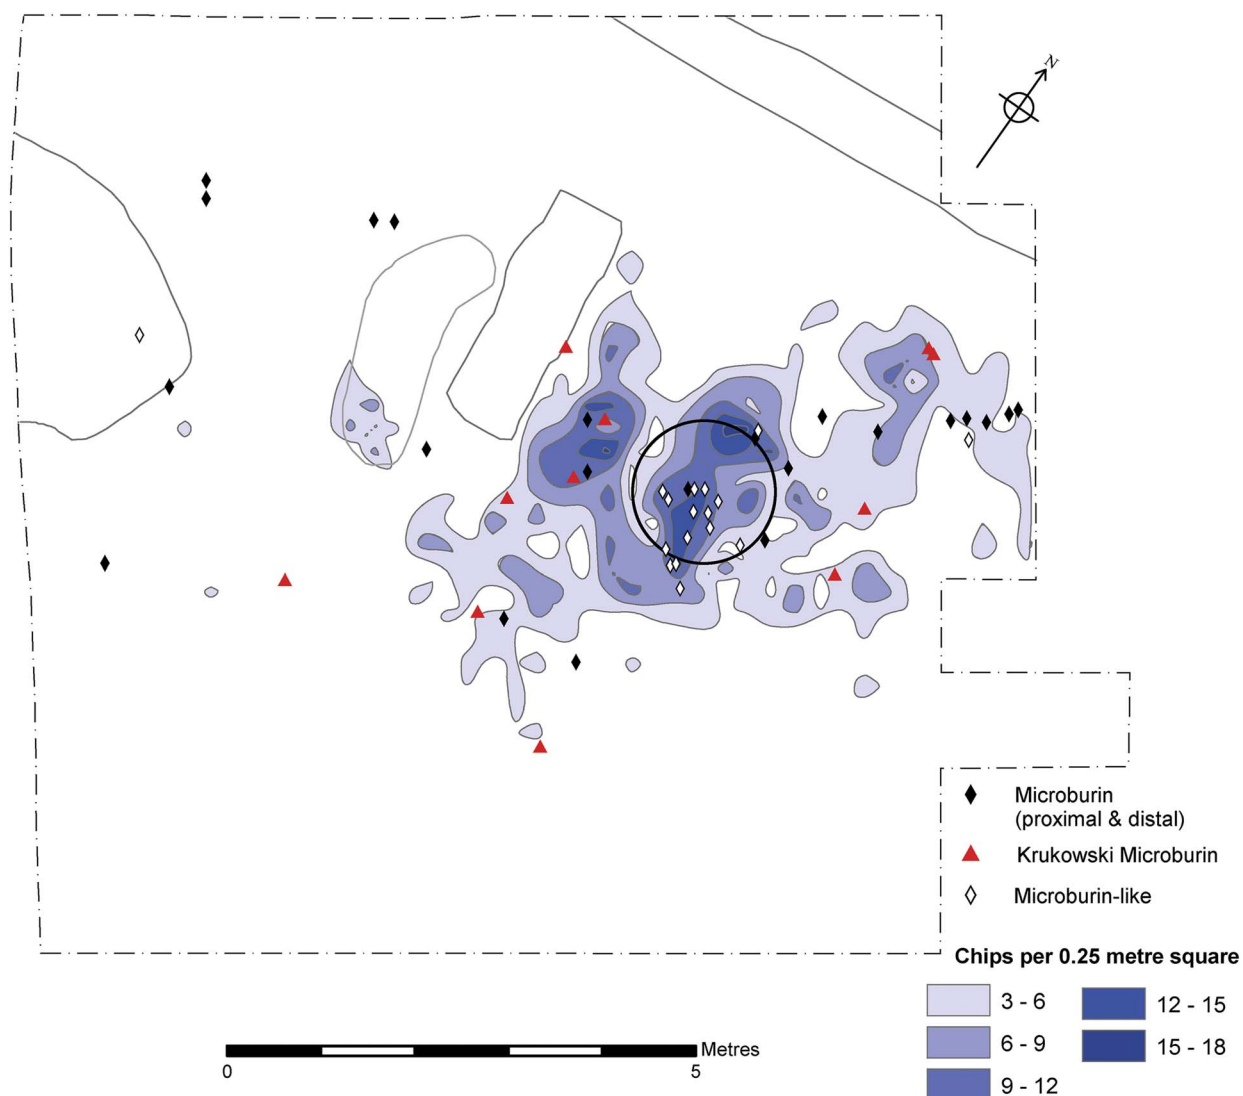 N
Microburin
(proximal & distal)
Krukowski Microburin
Microburin-like
Chips per 0.25 metre square
3 - 6
12 - 15
6 - 9
15 - 18
9 - 12
Metres
0
5